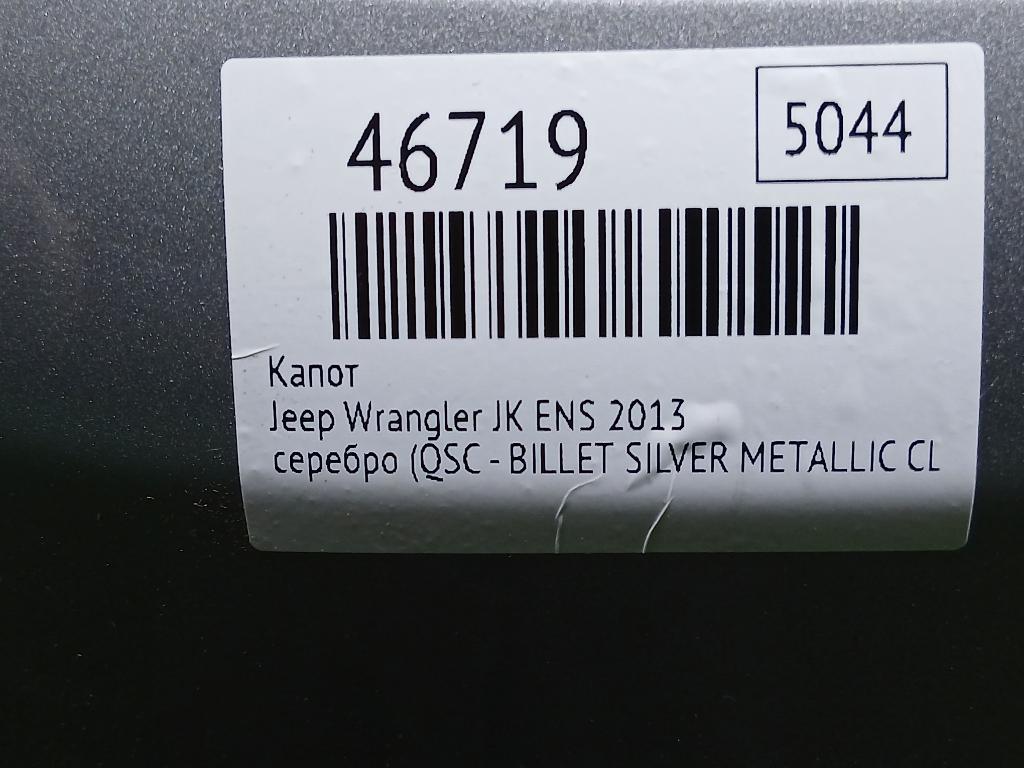 46719
5044
Капот
Jeep Wrangler JK ENS 2013
серебро (QSC - BILLET SILVER METALLIC CL